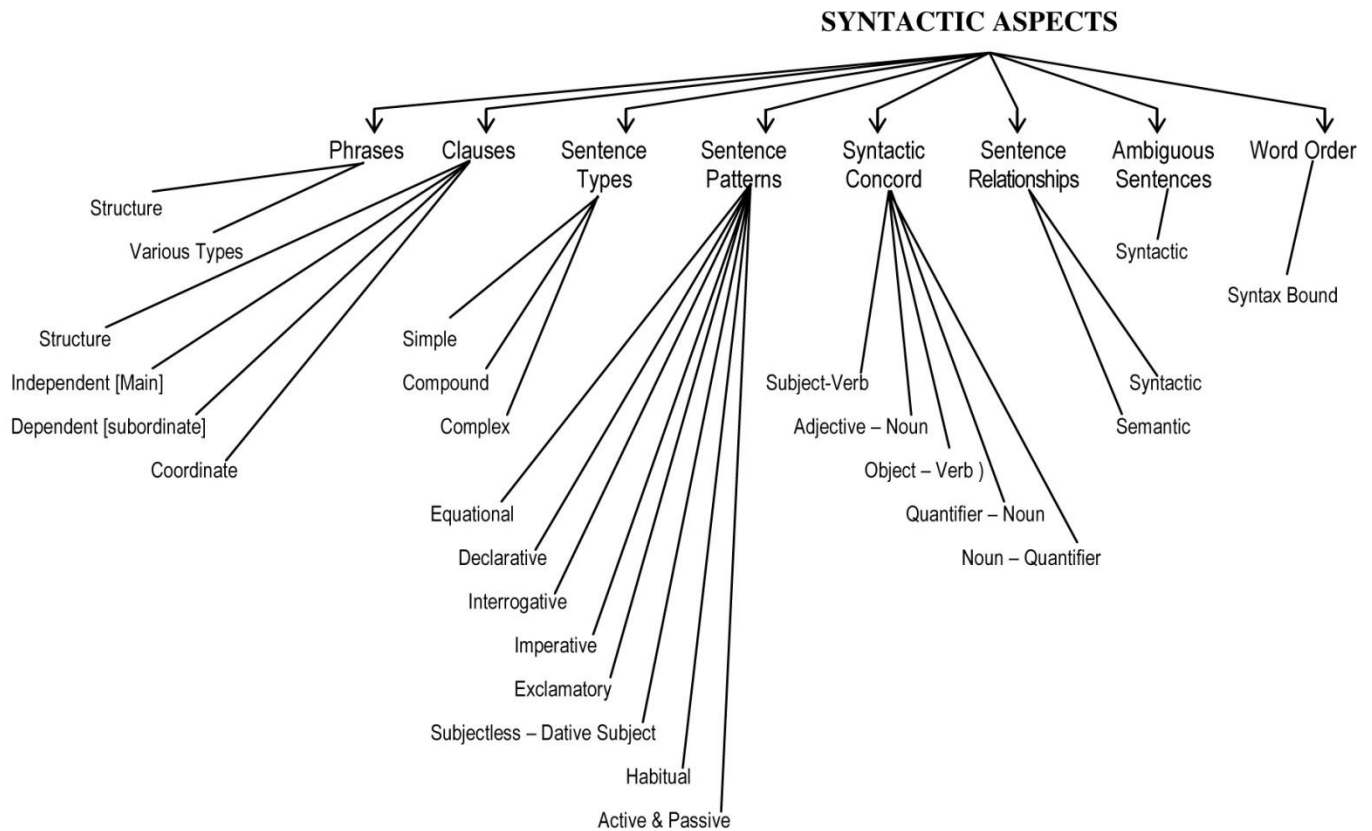 SYNTACTIC ASPECTS
Phrases
Clauses
Sentence
Types
Sentence
Patterns
Syntactic
Concord
Sentence
Relationships
Ambiguous
Sentences
Word Order
Structure
Various Types
Structure
Independent [Main]
Dependent [subordinate]
Coordinate
Simple
Compound
Complex
Equational
Declarative
Interrogative
Imperative
Exclamatory
Subjectless – Dative Subject
Habitual
Active & Passive
Subject-Verb
Adjective – Noun
Object – Verb )
Quantifier – Noun
Noun – Quantifier
Syntactic
Semantic
Syntactic
Syntax Bound